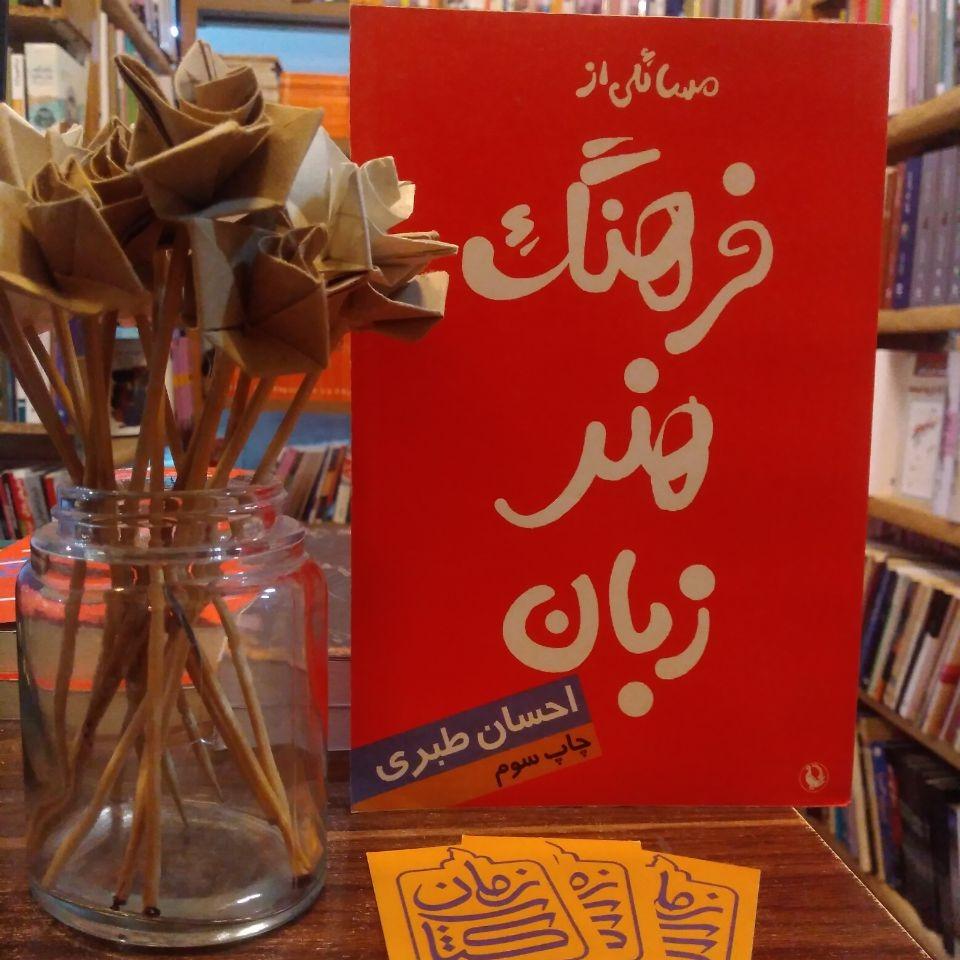 مسائلی از
فرهنگ
هنر
زبان
احسان طبری
چاپ سوم